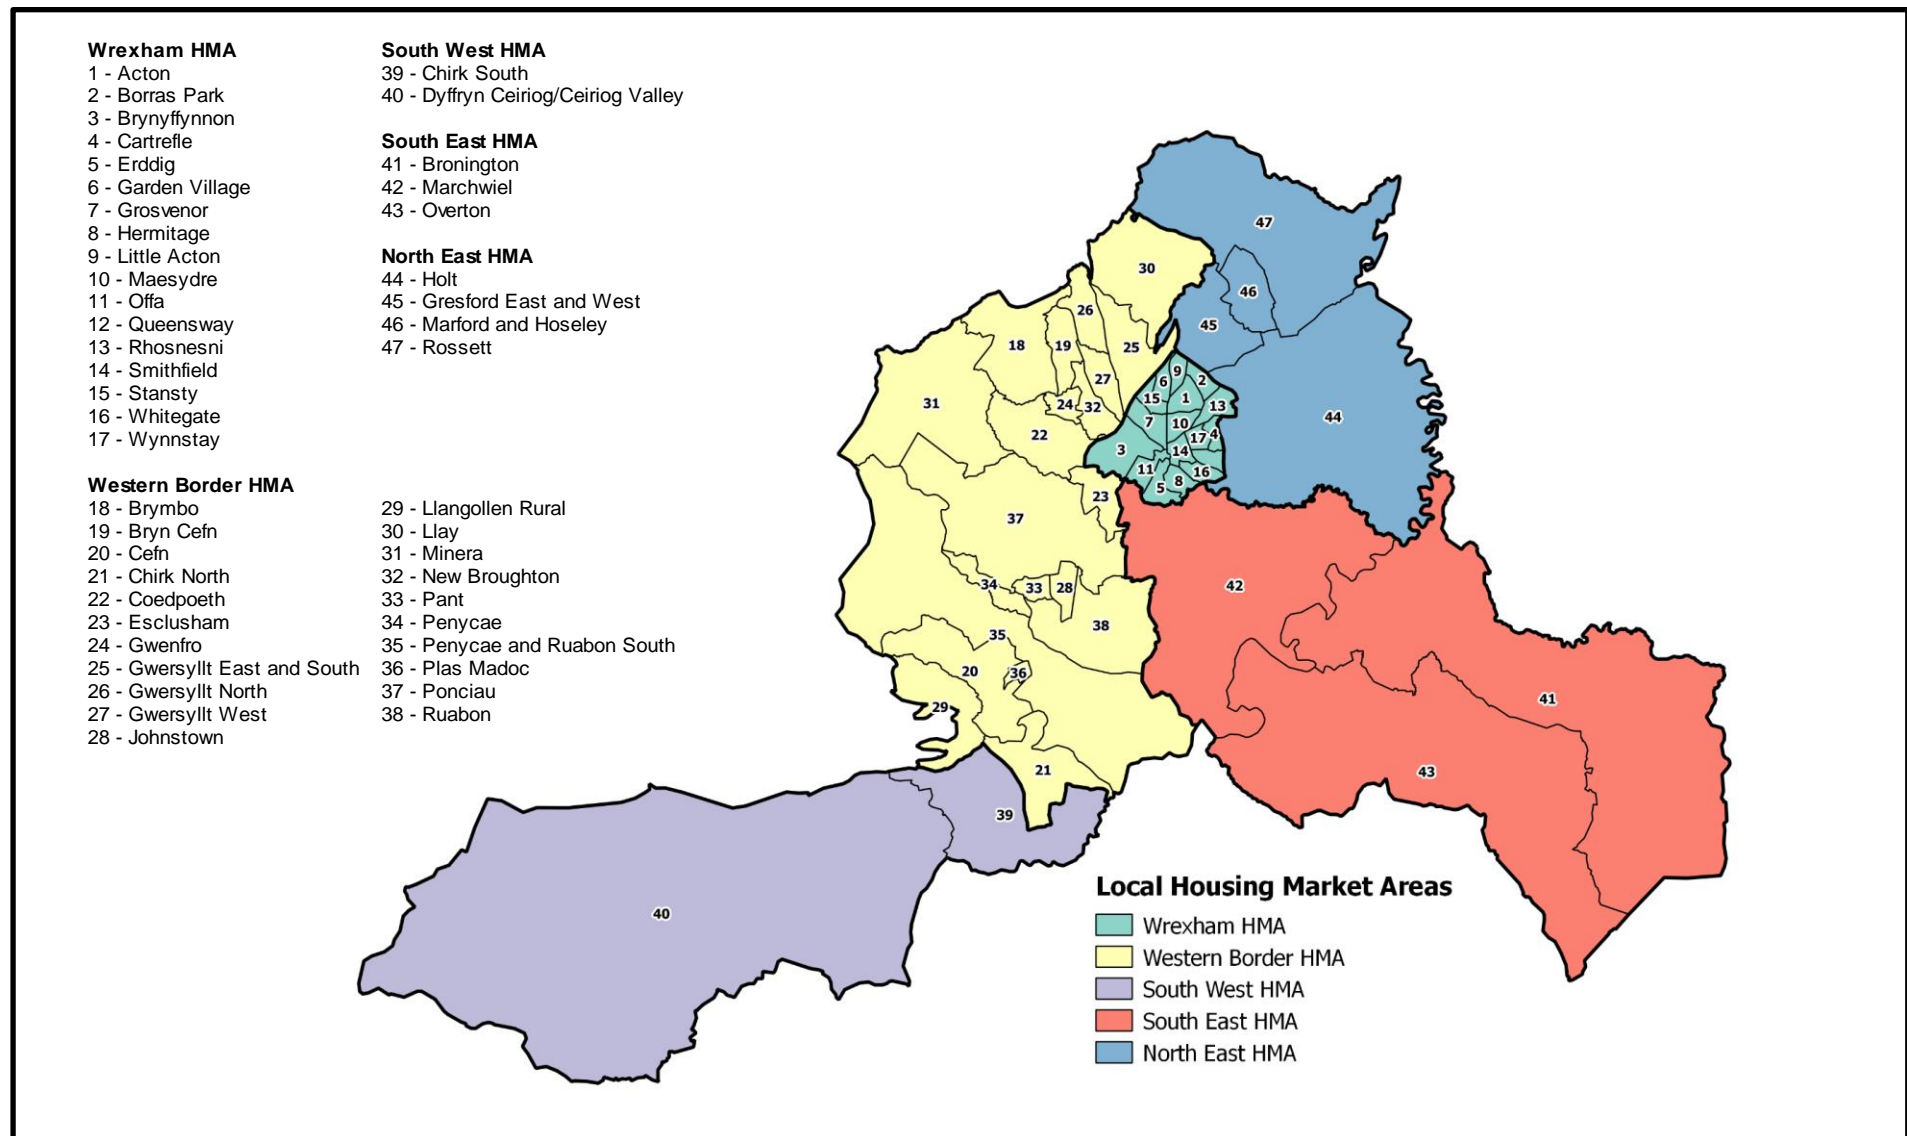 Wrexham HMA
1 - Acton
2 - Borras Park
3 - Brynyffynnon
4 - Cartrefle
5 - Erddig
6 - Garden Village
7 - Grosvenor
8 - Hermitage
9 - Little Acton
10 - Maesydre
11 - Offa
12 - Queensway
13 - Rhosnesni
14 - Smithfield
15 - Stansty
16 - Whitegate
17 - Wynnstay
South West HMA
39 - Chirk South
40 - Dyffryn Ceiriog/Ceiriog Valley
South East HMA
41 - Bronington
42 - Marchwiel
43 - Overton
North East HMA
44 - Holt
45 - Gresford East and West
46 - Marford and Hoseley
47 - Rossett
Western Border HMA
18 - Brymbo
19 - Bryn Cefn
20 - Cefn
21 - Chirk North
22 - Coedpoeth
23 - Esclusham
24 - Gwenfro
25 - Gwersyllt East and South
26 - Gwersyllt North
27 - Gwersyllt West
28 - Johnstown
29 - Llangollen Rural
30 - Llay
31 - Minera
32 - New Broughton
33 - Pant
34 - Penycae
35 - Penycae and Ruabon South
36 - Plas Madoc
37 - Ponciau
38 - Ruabon
47
30
46
26
45
18
19
25
9
27
6
2
15
1
31
24
32
13
44
7
10
22
17
4
3
14
11
16
8
5
23
37
34
33
28
42
38
35
20
36
41
29
21
43
39
40
Local Housing Market Areas
Wrexham HMA
Western Border HMA
South West HMA
South East HMA
North East HMA